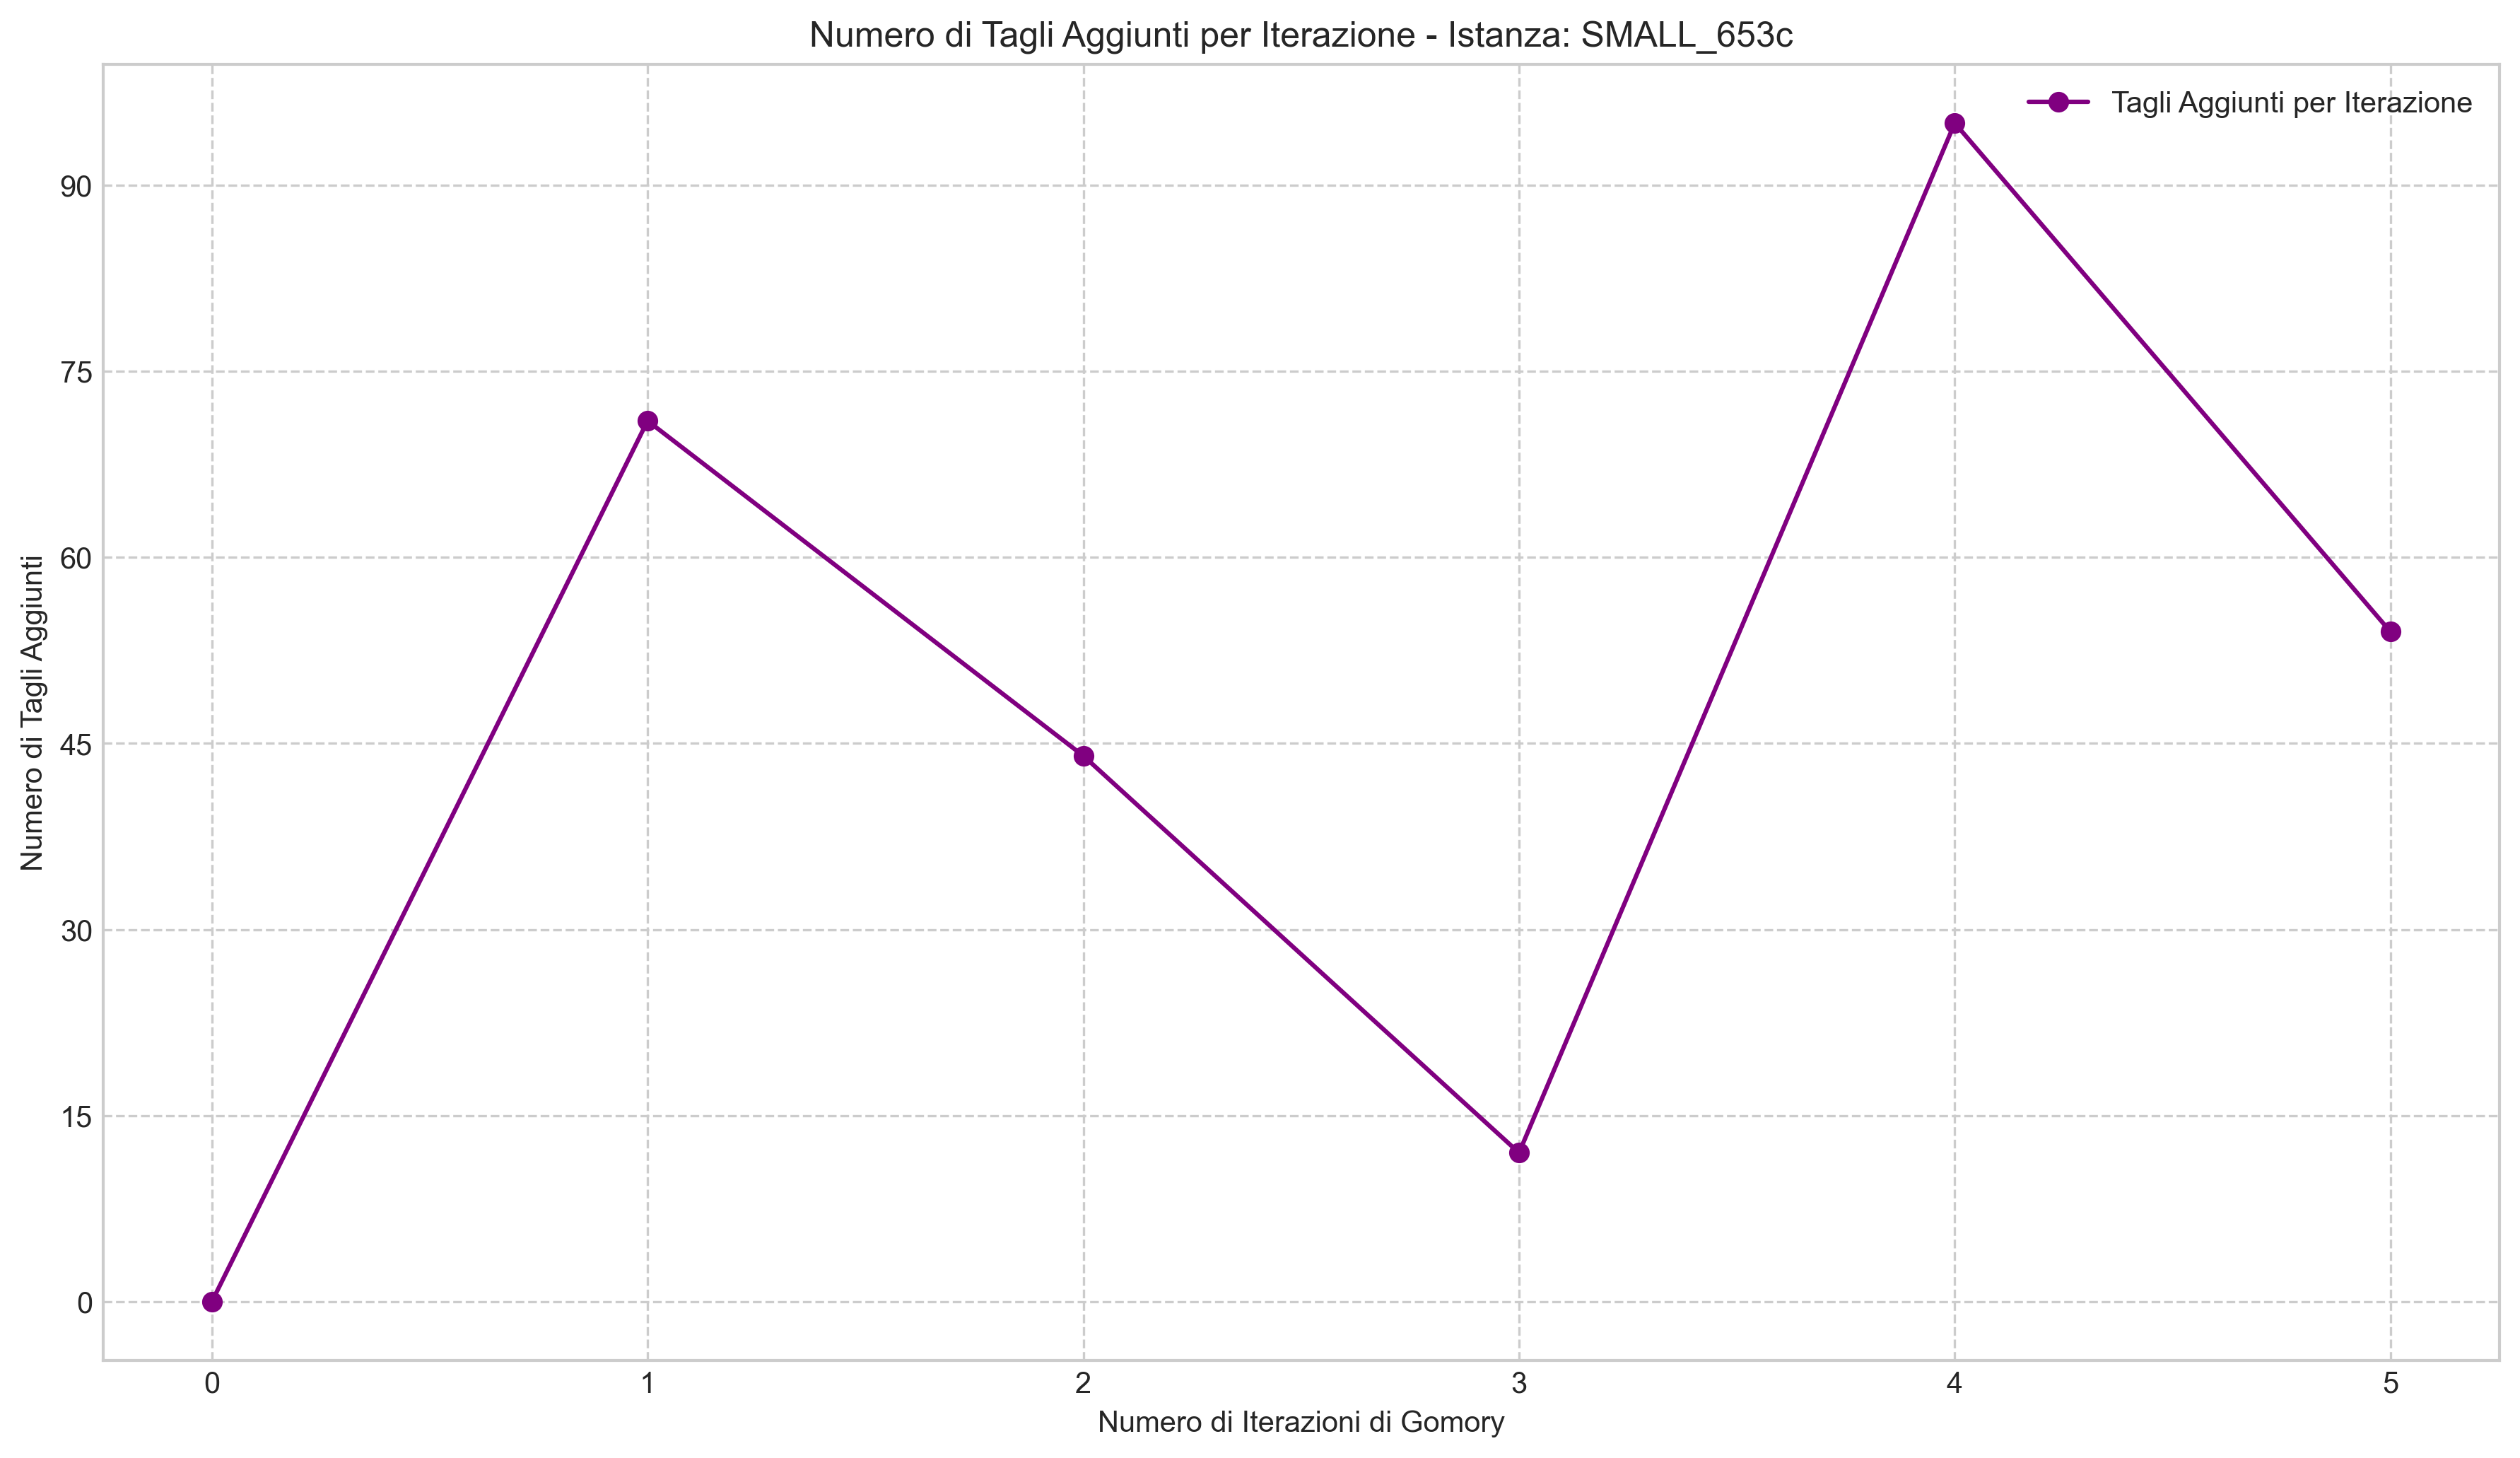 Numero di Tagli Aggiunti per Iterazione - Istanza: SMALL_653c
Tagli Aggiunti per Iterazione
Numero di Tagli Aggiunti
90
75
60
45
30
15
0
0 1 2 3 4 5
Numero di Iterazioni di Gomory